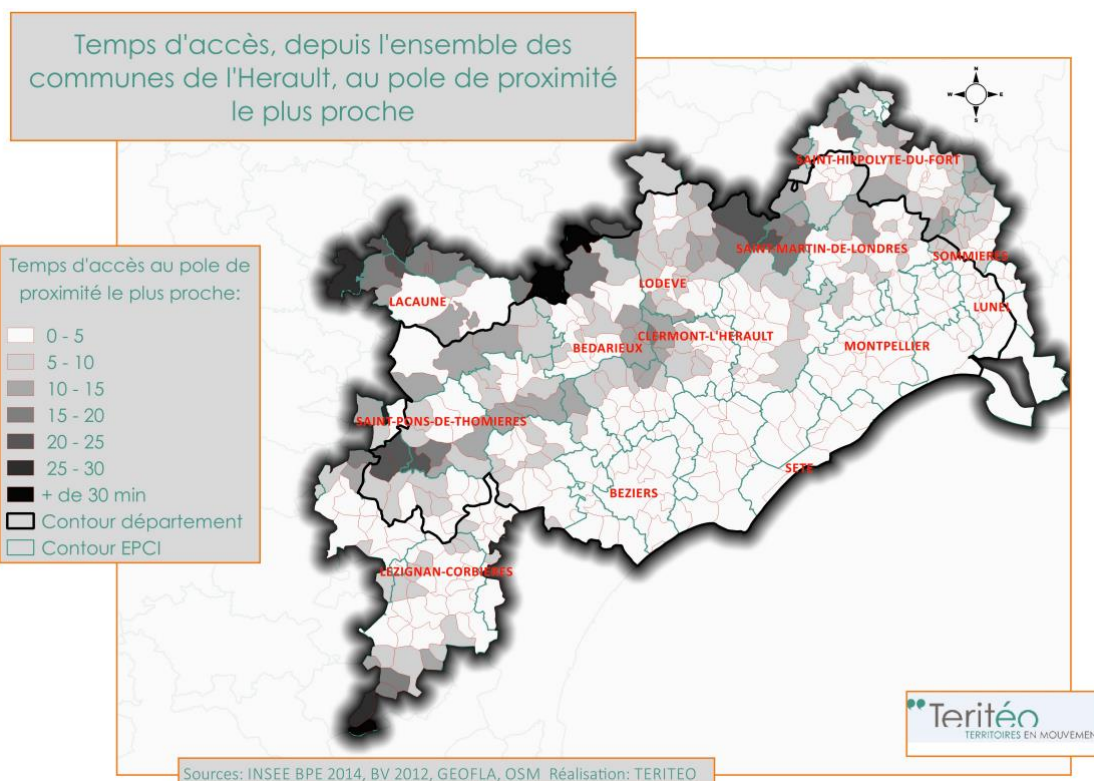 Temps d'accès, depuis l'ensemble des
communes de l'Herault, au pole de proximité
le plus proche
N
W
E
S
SAINT-HIPPOLYTE-DU-FORT
SAINT-MARTIN-DE-LONDRES
SOMMIERES
Temps d'accès au pole de
proximité le plus proche:
0 - 5
5 - 10
10 - 15
15 - 20
20 - 25
25 - 30
+ de 30 min
Contour département
Contour EPCI
LODEVE
LACAUNE
LUNEL
CLERMONT-L'HERAULT
BEDARIEUX
MONTPELLIER
SAINT-PONS-DE-THOMIERES
SETE
BEZIERS
LEZIGNAN-CORBIERES
Teritéo
TERRITOIRES EN MOUVEMEN
Sources: INSEE BPE 2014, BV 2012, GEOFLA, OSM Réalisation: TERITEO